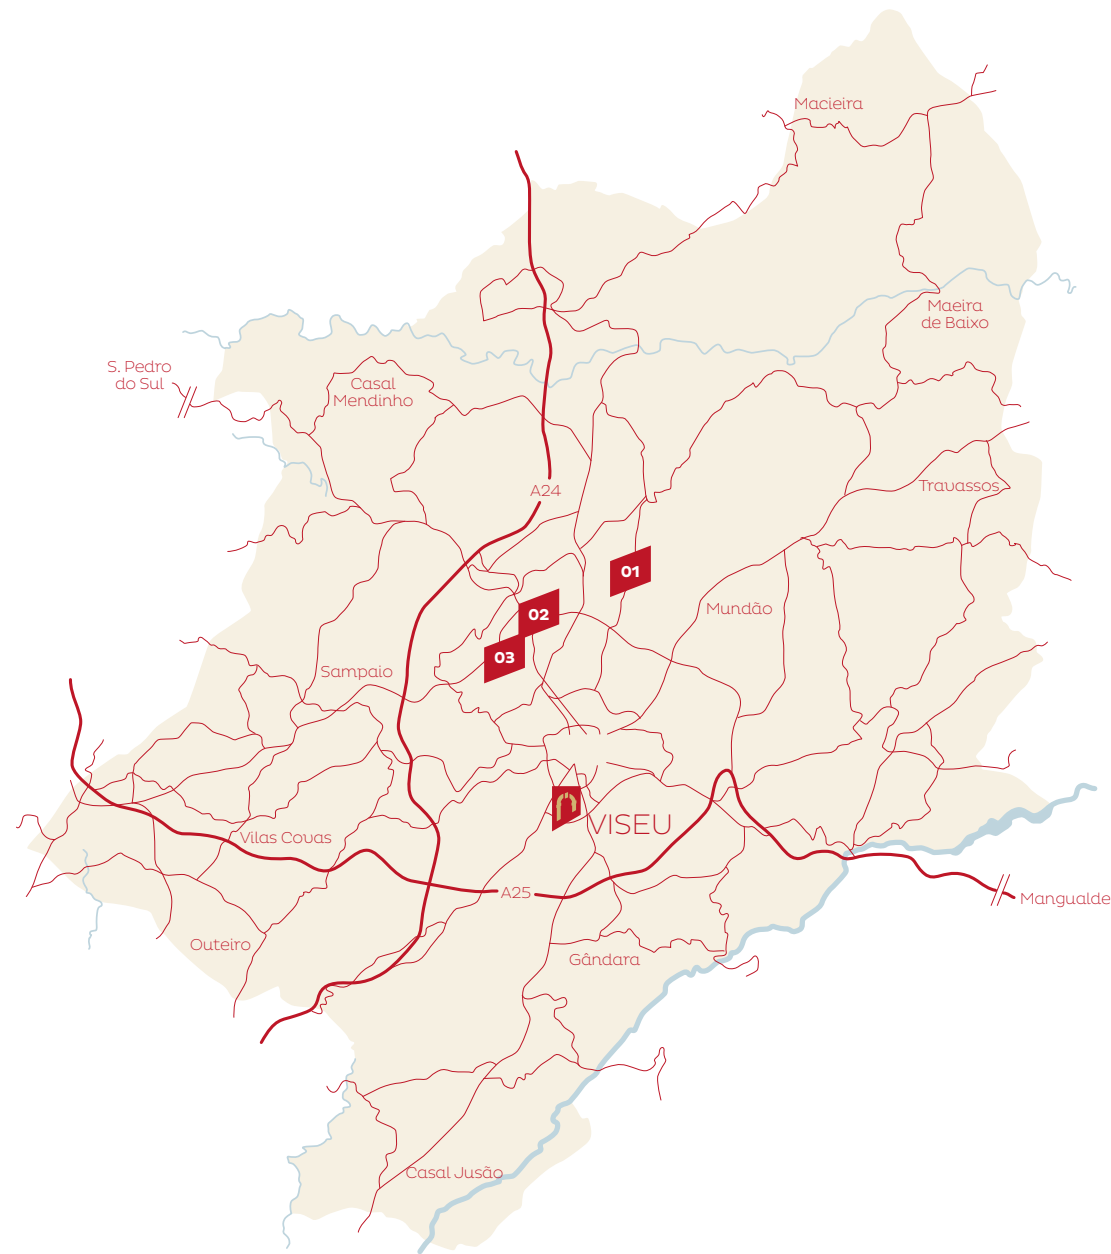 Macieira
Maeira
de Baixo
S. Pedro
do Sul
Casal
Mendinho
Travassos
A24
01
02
03
Mundão
Sampaio
VISEU
Vilas Covas
A25
Mangualde
Outeiro
Gândara
Casal Jusão